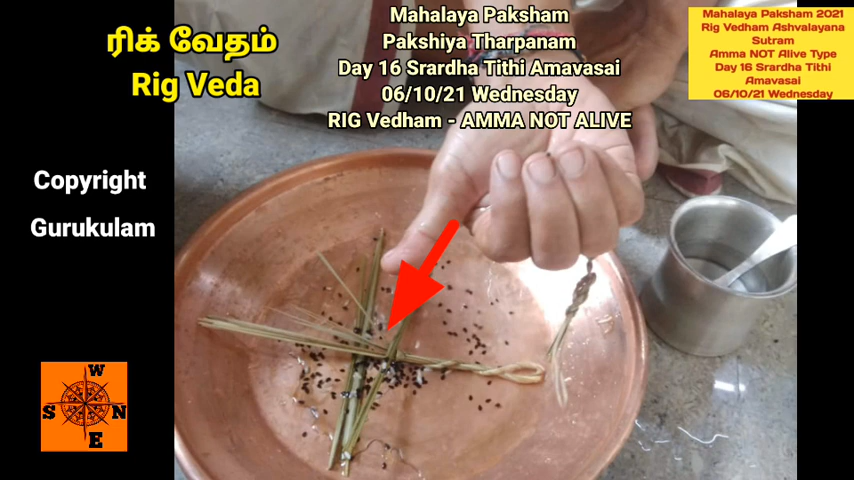 ரிக் வேதம்
Rig Veda
Mahalaya Paksham
Pakshiya Tharpanam
Day 16 Srardha Tithi Amavasai
06/10/21 Wednesday
RIG Vedham - AMMA NOT ALIVE
Mahalaya Paksham 2021
Rig Vedham Ashvalayana
Sutram
Amma NOT Alive Type
Day 16 Srardha Tithi
Amavasai
06/10/21 Wednesday
Copyright
Gurukulam
W
S N
E